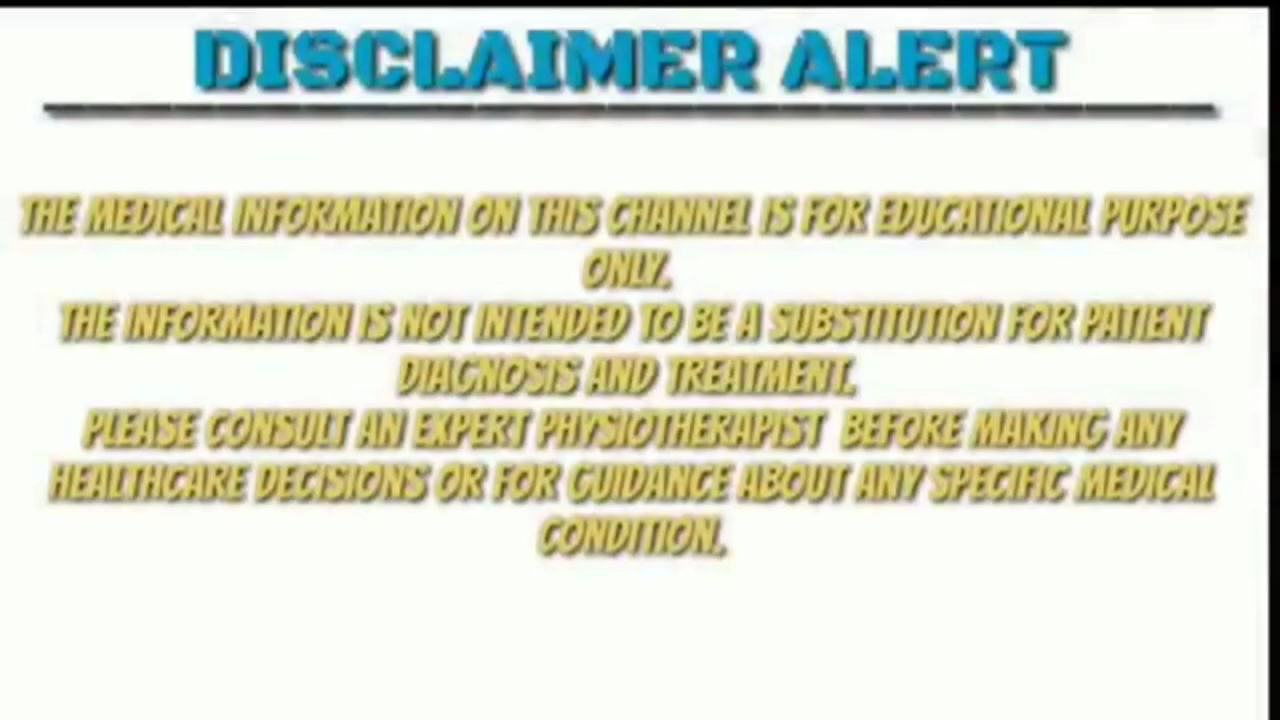 DISCLAIMER ALERT
THE MEDICAL INFORMATION ON THIS CHANNEL IS FOR EDUCATIONAL PURPOSE
ONLY.
THE INFORMATION IS NOT INTENDED TO BE A SUBSTITUTION FOR PATIENT
DIAGNOSIS AND TREATMENT.
PLEASE CONSULT AN EXPERT PHYSIOTHERAPIST BEFORE MAKING ANY
HEALTHCARE DECISIONS OR FOR GUIDANCE ABOUT ANY SPECIFIC MEDICAL
CONDITION.